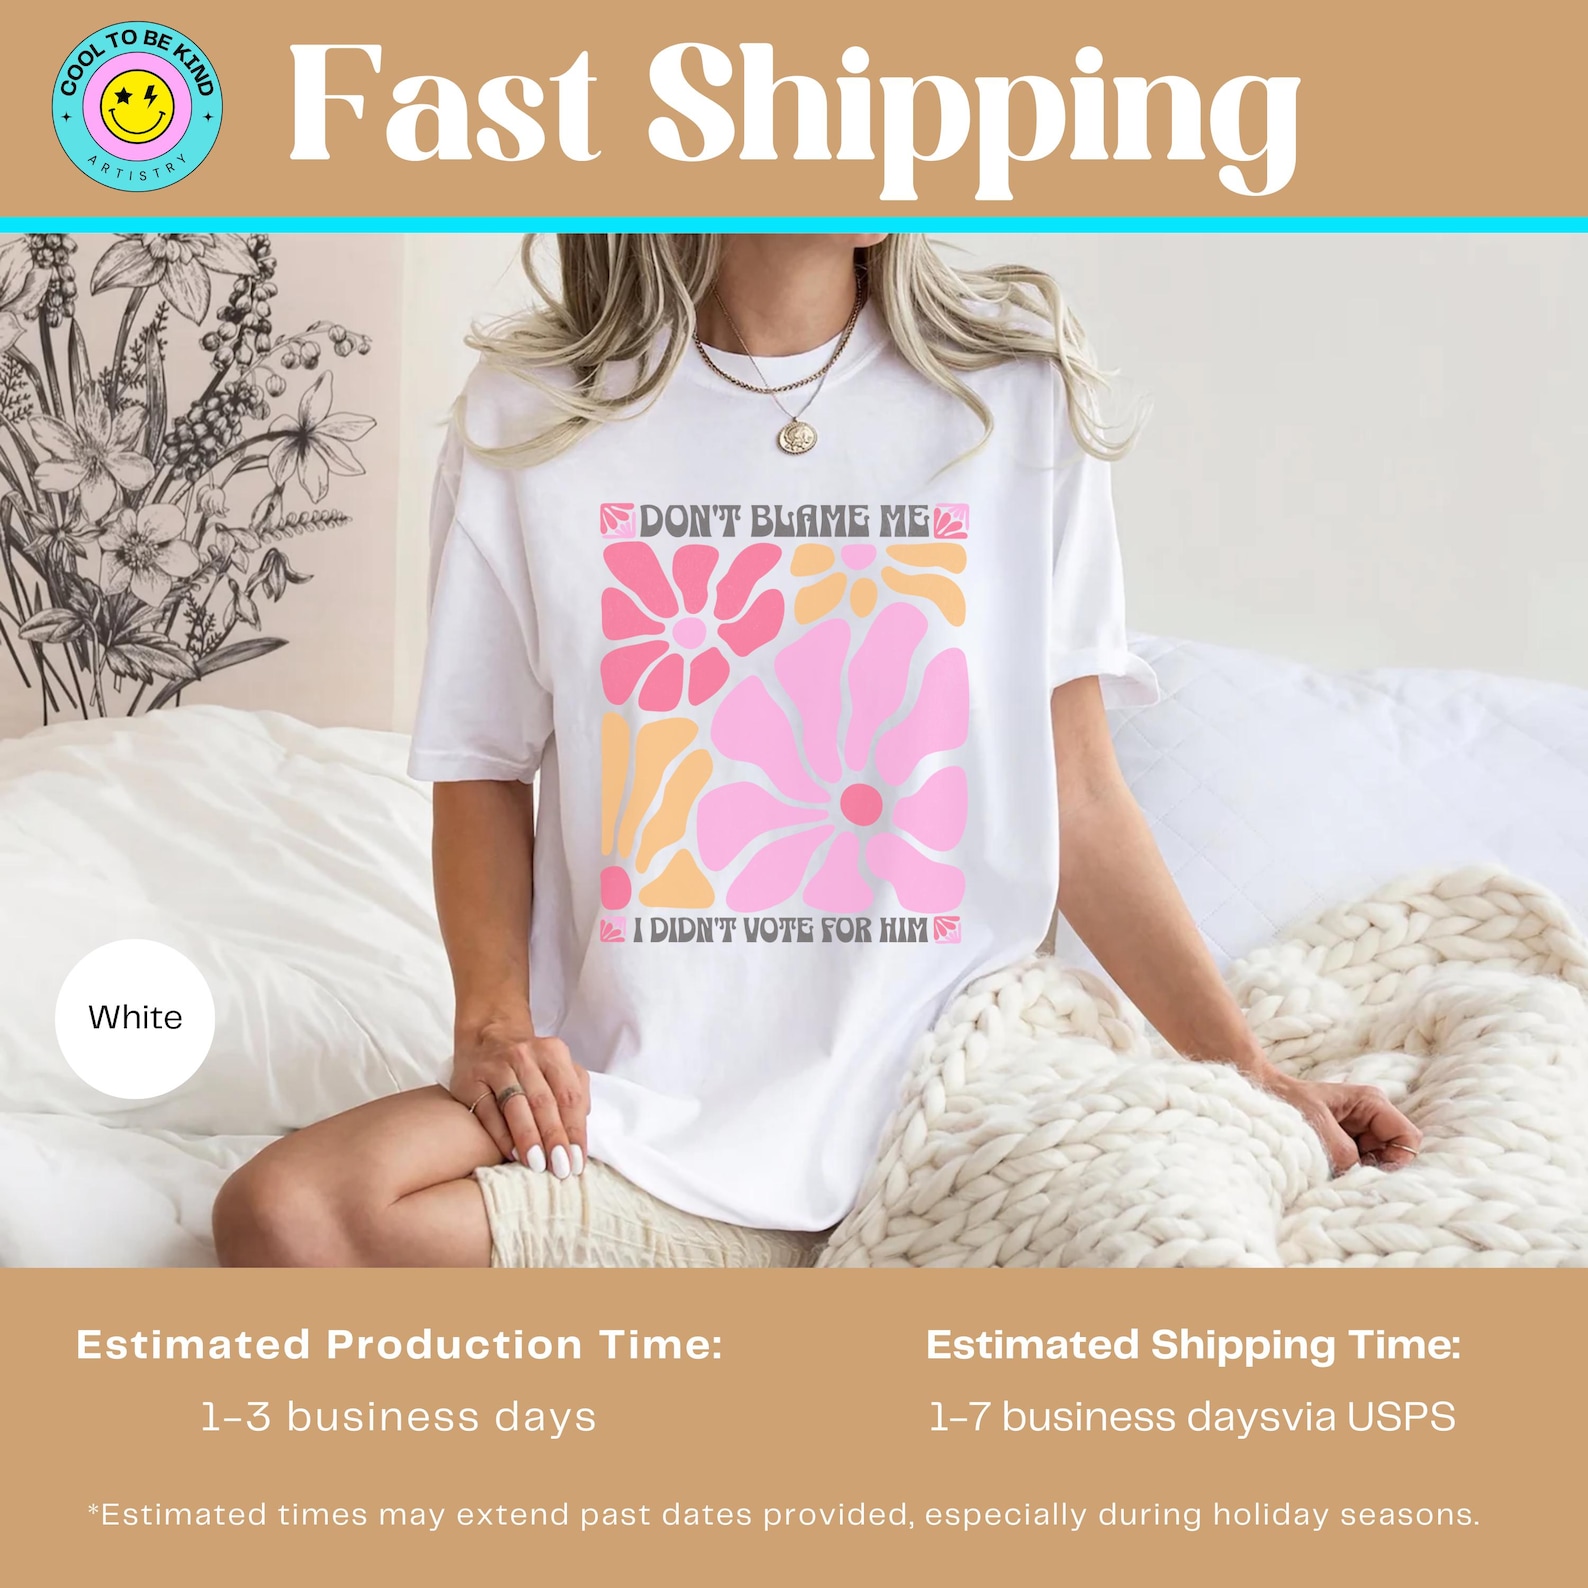 COOL TO BE KIND
ARTISTRY
Fast Shipping
DON'T BLAME ME
I DIDN'T VOTE FOR HIM
White
Estimated Production Time:
1-3 business days
Estimated Shipping Time:
1-7 business daysvia USPS
*Estimated times may extend past dates provided, especially during holiday seasons.